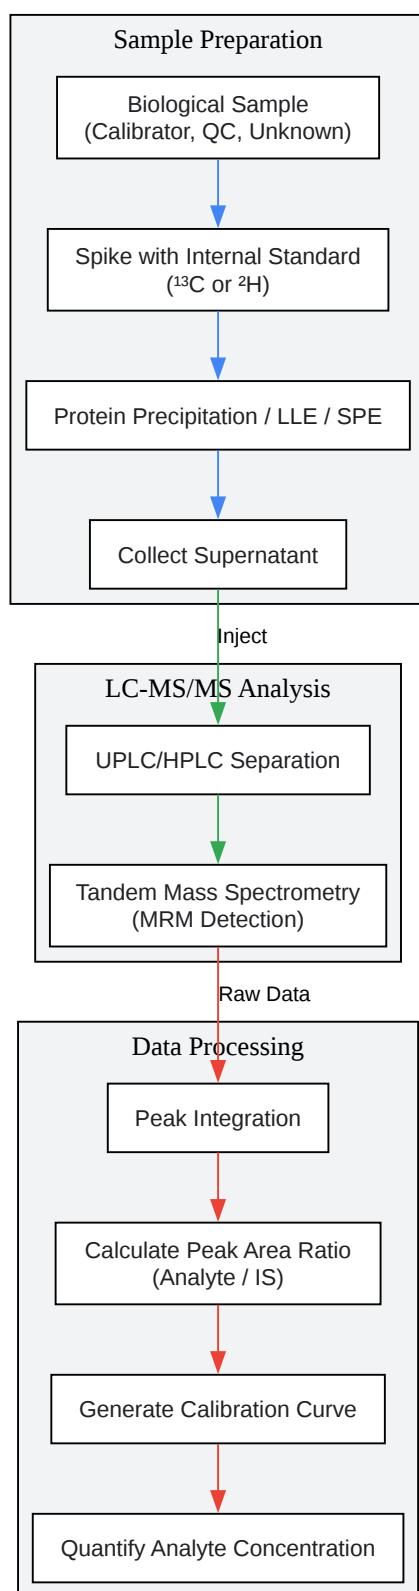 Sample Preparation
Biological Sample
(Calibrator, QC, Unknown)
Spike with Internal Standard
(¹³C or ²H)
Protein Precipitation / LLE / SPE
Collect Supernatant
Inject
LC-MS/MS Analysis
UPLC/HPLC Separation
Tandem Mass Spectrometry
(MRM Detection)
Raw Data
Data Processing
Peak Integration
Calculate Peak Area Ratio
(Analyte / IS)
Generate Calibration Curve
Quantify Analyte Concentration